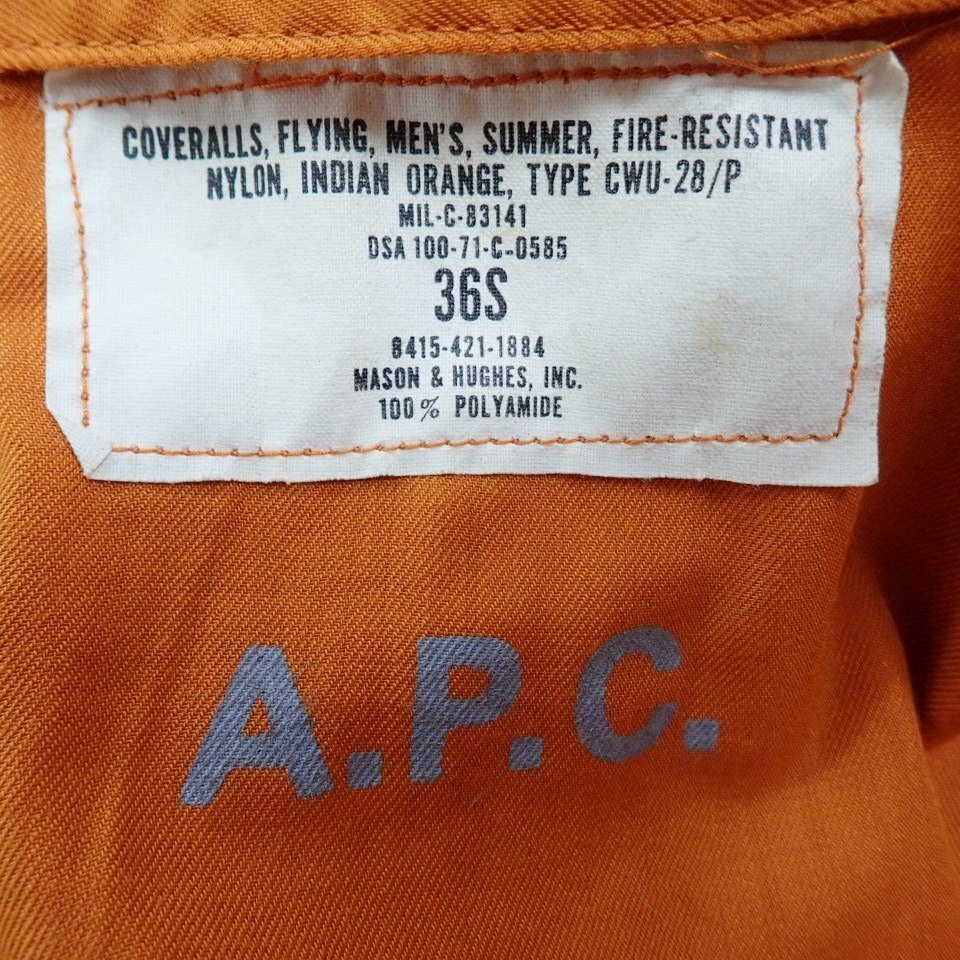 COVERALLS, FLYING, MEN'S, SUMMER, FIRE-RESISTANT
NYLON, INDIAN ORANGE, TYPE CWU-28/P
MIL-C-83141
DSA 100-71-C-0585
36S
8415-421-1884
MASON & HUGHES, INC.
100% POLYAMIDE
A.P.C.